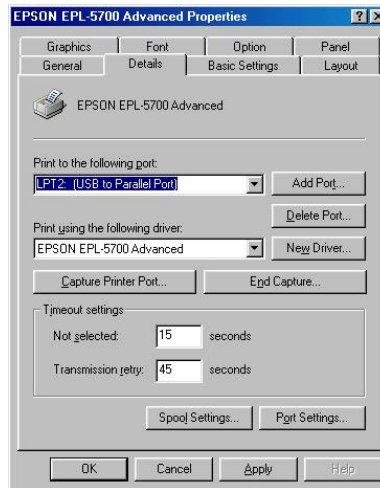 EPSON EPL-5700 Advanced Properties
Graphics Font Option Panel
General Details Basic Settings Layout
EPSON EPL-5700 Advanced
Print to the following port:
LPT2: (USB to Parallel Port) Add Port...
Delete Port...
Print using the following driver:
EPSON EPL-5700 Advanced New Driver...
Capture Printer Port... End Capture...
Timeout settings
Not selected: 15 seconds
Transmission retry: 45 seconds
Spool Settings... Port Settings...
OK Cancel Apply Help